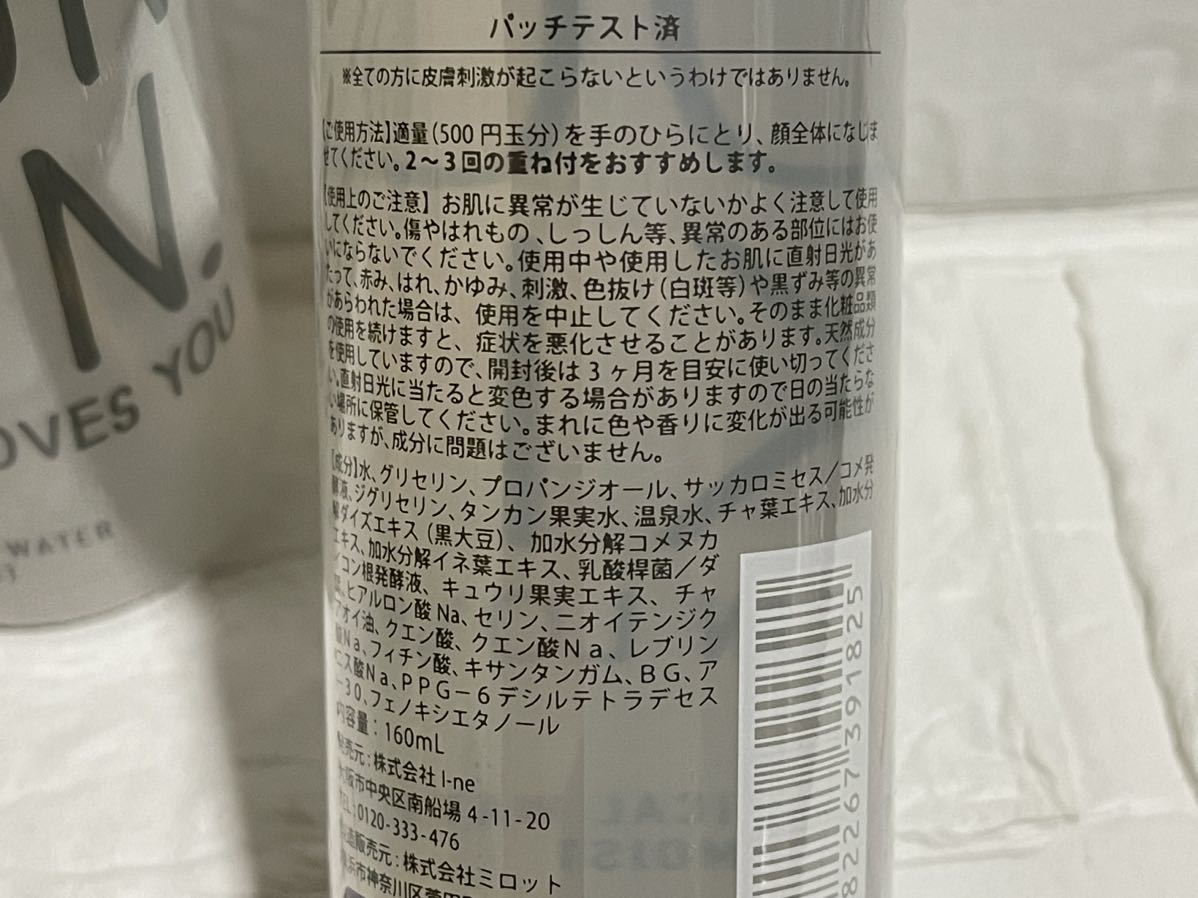 パッチテスト済
※全ての方に皮膚刺激が起こらないというわけではありません。
【ご使用方法】適量(500円玉分)を手のひらにとり、顔全体になじま
せてください。2〜3回の重ね付をおすすめします。
【使用上のご注意】お肌に異常が生じていないかよく注意して使用
してください。傷やはれもの、しっしん等、異常のある部位にはお使
いにならないでください。使用中や使用したお肌に直射日光があ
たって、赤み、はれ、かゆみ、刺激、色抜け(白斑等)や黒ずみ等の異常
があらわれた場合は、使用を中止してください。そのまま化粧品類
の使用を続けますと、症状を悪化させることがあります。天然成分
を使用していますので、開封後は3ヶ月を目安に使い切ってくださ
い。直射日光に当たると変色する場合がありますので日の当たらな
い場所に保管してください。まれに色や香りに変化が出る可能性が
ありますが、成分に問題はございません。
【成分】水、グリセリン、プロパンジオール、サッカロミセス/コメ発
酵液、ジグリセリン、タンカン果実水、温泉水、チャ葉エキス、加水分
解ダイズエキス(黒大豆)、加水分解コメヌカ
エキス、加水分解イネ葉エキス、乳酸桿菌/ダ
イコン根発酵液、キュウリ果実エキス、チャ
ヒアルロン酸Na、セリン、ニオイテンジク
アオイ油、クエン酸、クエン酸Na、レブリン
酸Na、フィチン酸、キサンタンガム、BG、ア
ニス酸Na、PPG-6デシルテトラデセス
-30、フェノキシエタノール
内容量:160mL
発売元:株式会社I-ne
大阪市中央区南船場4-11-20
TEL:0120-333-476
製造販売元:株式会社ミロット
横浜市神奈川区菅田
8226739 1825
N.
OVES YOU
WATER